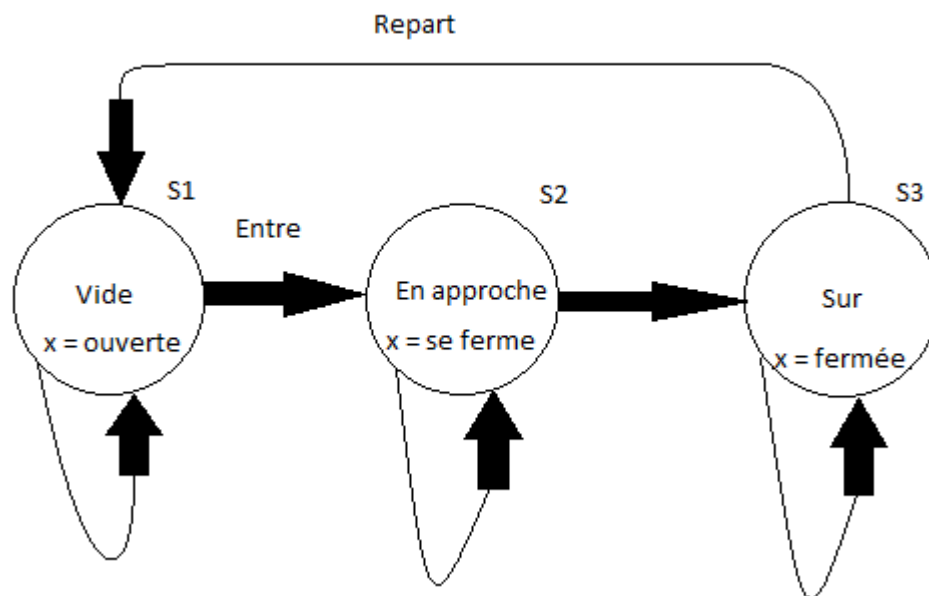 Repart
S1
S2
S3
Entre
Vide
x = ouverte
En approche
x = se ferme
Sur
x = fermée